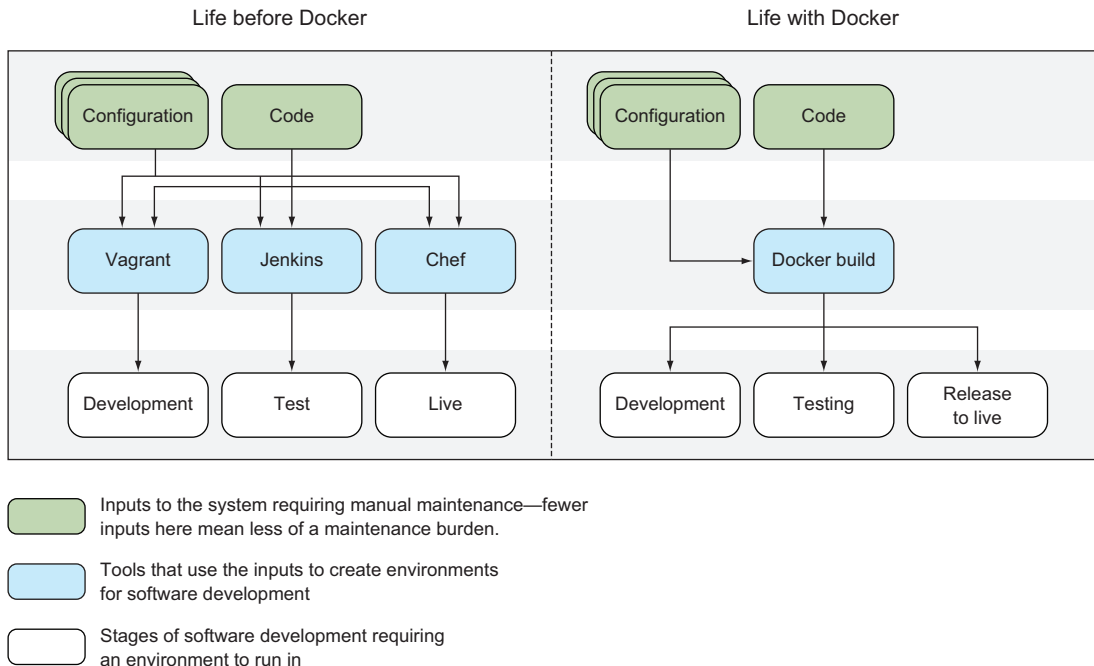 Life before Docker
Life with Docker
Configuration
Code
Configuration
Code
Vagrant
Jenkins
Chef
Docker build
Development
Test
Live
Development
Testing
Release
to live
Inputs to the system requiring manual maintenance—fewer
inputs here mean less of a maintenance burden.
Tools that use the inputs to create environments
for software development
Stages of software development requiring
an environment to run in